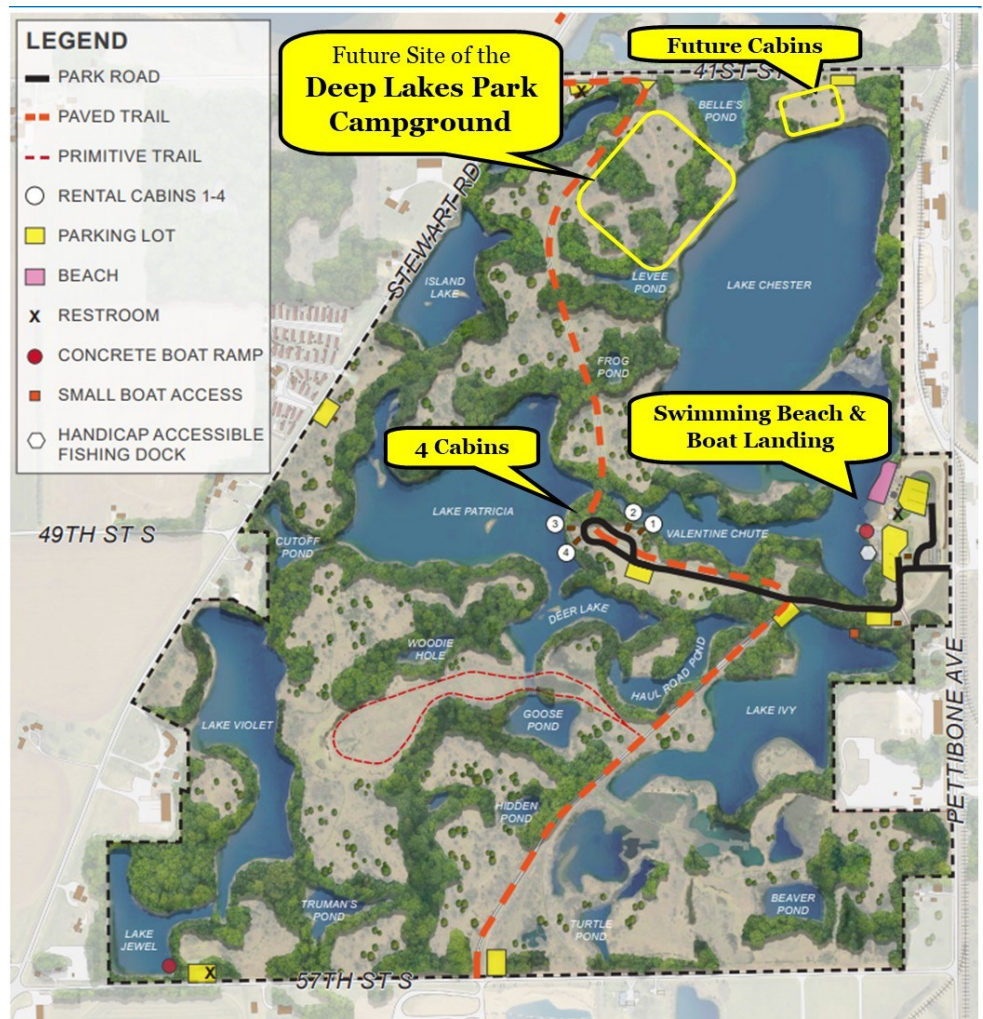 LEGEND
PARK ROAD
PAVED TRAIL
PRIMITIVE TRAIL
RENTAL CABINS 1-4
PARKING LOT
BEACH
X RESTROOM
CONCRETE BOAT RAMP
SMALL BOAT ACCESS
HANDICAP ACCESSIBLE
FISHING DOCK
Future Site of the
Deep Lakes Park
Campground
Future Cabins
41ST ST
BELLE'S
POND
STEWART RD
ISLAND
LAKE
LEVEE
POND
LAKE CHESTER
FROG
POND
4 Cabins
Swimming Beach &
Boat Landing
49TH ST S
CUTOFF
POND
LAKE PATRICIA
3
4
2
1
VALENTINE CHUTE
X
X
DEER LAKE
WOODIE
HOLE
HAUL ROAD POND
LAKE VIOLET
GOOSE
POND
LAKE IVY
PETTIBONE AVE
HIDDEN
POND
TRUMAN'S
POND
TURTLE
POND
BEAVER
POND
LAKE
JEWEL
X
57TH ST S